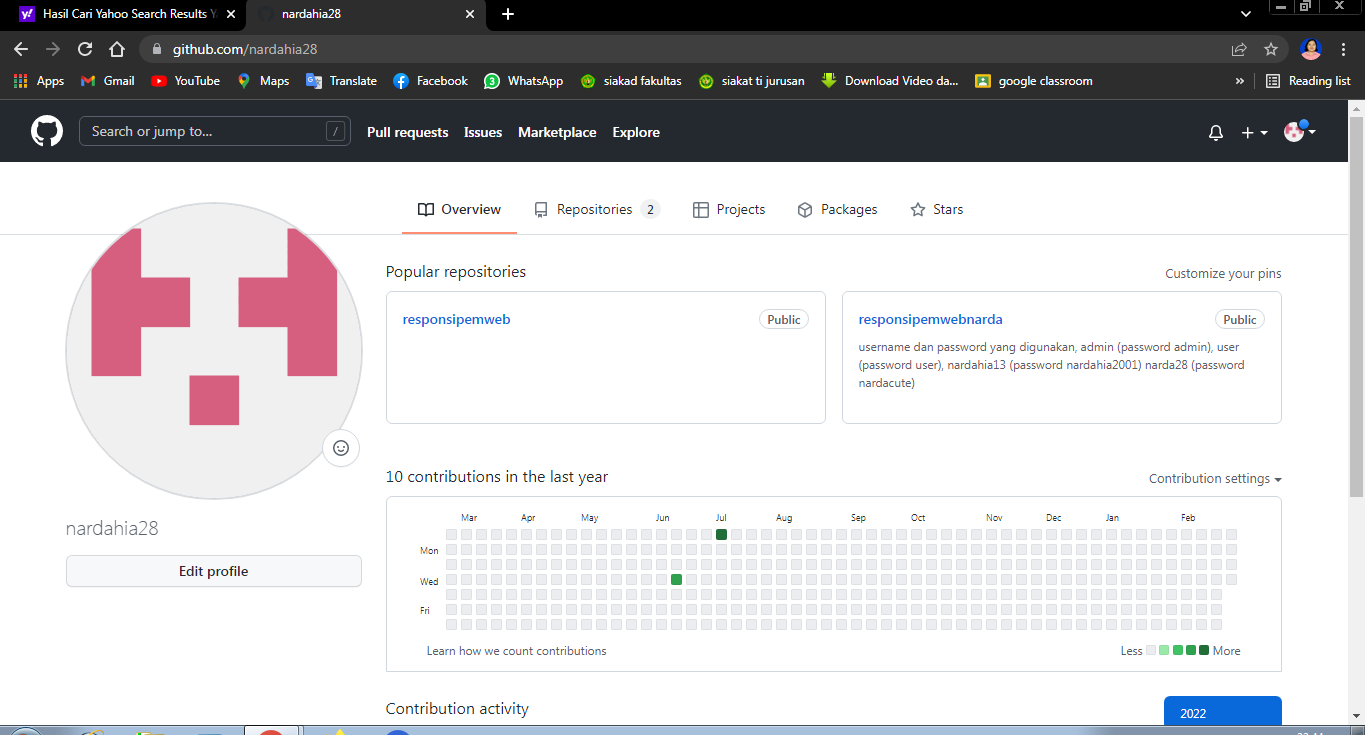 Hasil Cari Yahoo Search Results Y
nardahia28
github.com/nardahia28
Apps
Gmail
YouTube
Maps
Translate
Facebook
3
WhatsApp
siakad fakultas
siakat ti jurusan
Download Video da...
google classroom
»
Reading list
Search or jump to...
/
Pull requests
Issues
Marketplace
Explore
Overview
Repositories 2
Projects
Packages
Stars
Popular repositories
Customize your pins
responsipemweb
Public
responsipemwebnarda
Public
username dan password yang digunakan, admin (password admin), user
(password user), nardahia13 (password nardahia2001) narda28 (password
nardacute)
nardahia28
Edit profile
10 contributions in the last year
Contribution settings
Mar Apr May Jun Jul Aug Sep Oct Nov Dec Jan Feb
Mon
Wed
Fri
Learn how we count contributions
Less
More
Contribution activity
2022